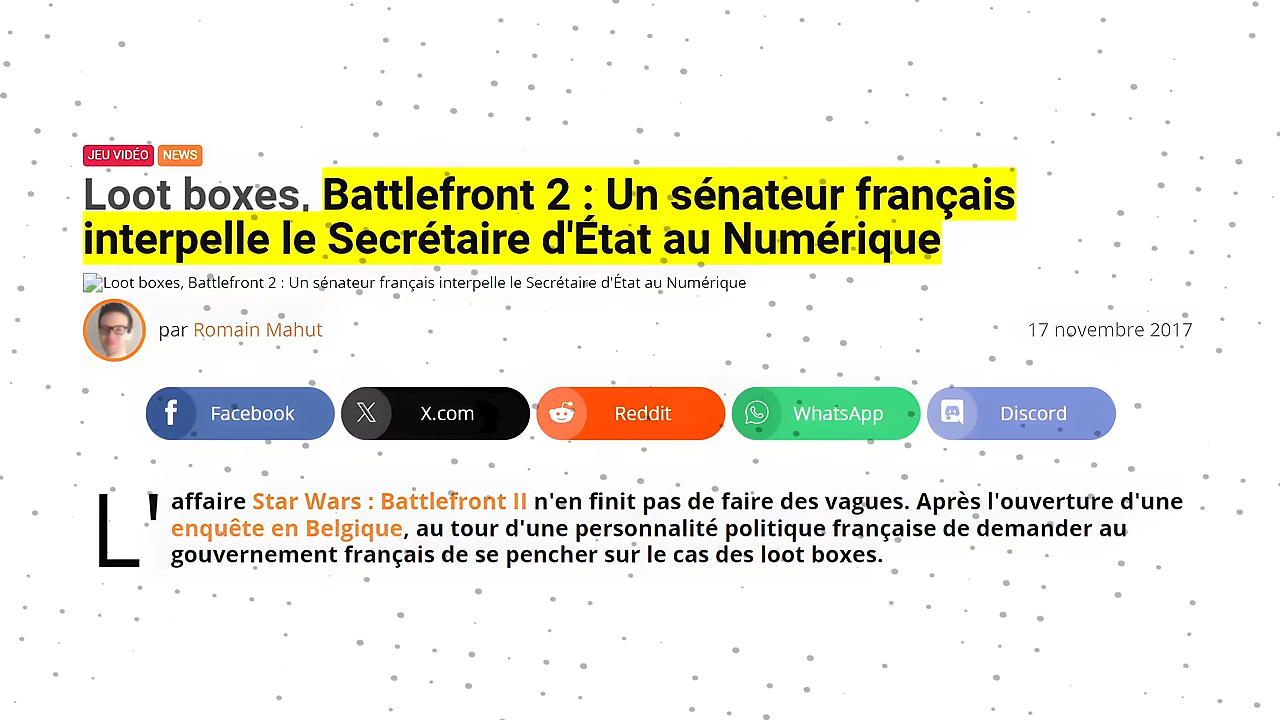 JEU VIDÉO NEWS
Loot boxes, Battlefront 2 : Un sénateur français
interpelle le Secrétaire d'État au Numérique
Loot boxes, Battlefront 2 : Un sénateur français interpelle le Secrétaire d'État au Numérique
par Romain Mahut 17 novembre 2017
Facebook X.com Reddit WhatsApp Discord
L'affaire Star Wars : Battlefront II n'en finit pas de faire des vagues. Après l'ouverture d'une
enquête en Belgique, au tour d'une personnalité politique française de demander au
gouvernement français de se pencher sur le cas des loot boxes.